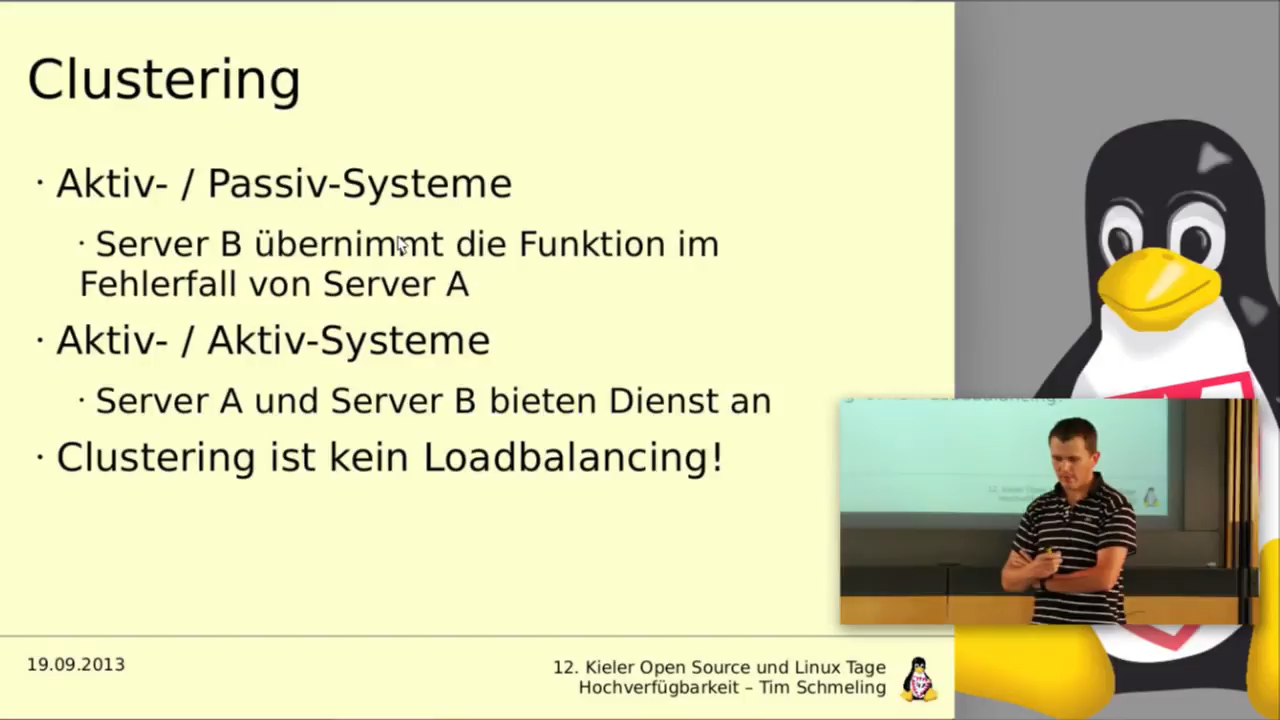 Clustering
· Aktiv- / Passiv-Systeme
· Server B übernimmt die Funktion im
Fehlerfall von Server A
· Aktiv- / Aktiv-Systeme
· Server A und Server B bieten Dienst an
· Clustering ist kein Loadbalancing!
19.09.2013
12. Kieler Open Source und Linux Tage
Hochverfügbarkeit – Tim Schmeling